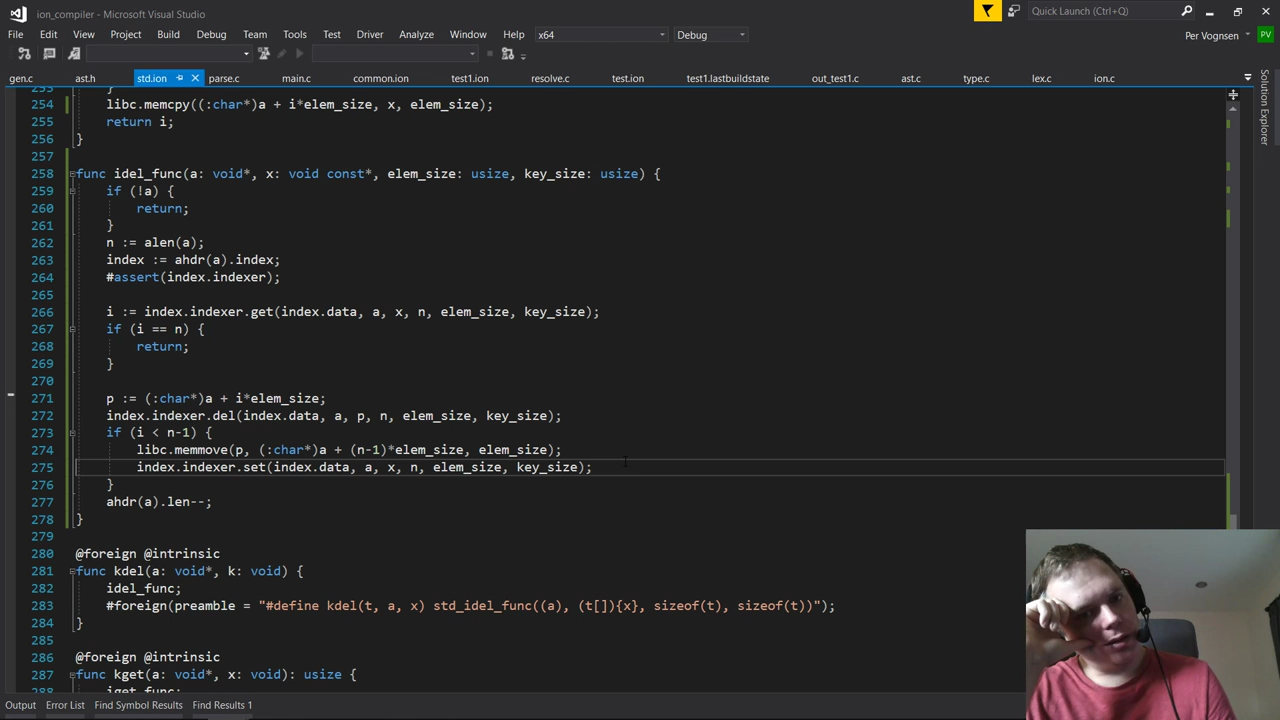 ion_compiler - Microsoft Visual Studio
Quick Launch (Ctrl+Q)
File Edit View Project Build Debug Team Tools Test Driver Analyze Window Help x64 Debug Per Vognsen PV
gen.c ast.h std.ion parse.c main.c common.ion test1.ion resolve.c test.ion test1.lastbuildstate out_test1.c ast.c type.c lex.c ion.c
Solution Explorer
253 }
254 libc.memcpy((:char*)a + i*elem_size, x, elem_size);
255 return i;
256 }
257
258 func idel_func(a: void*, x: void const*, elem_size: usize, key_size: usize) {
259 if (!a) {
260 return;
261 }
262 n := alen(a);
263 index := ahdr(a).index;
264 #assert(index.indexer);
265
266 i := index.indexer.get(index.data, a, x, n, elem_size, key_size);
267 if (i == n) {
268 return;
269 }
270
271 p := (:char*)a + i*elem_size;
272 index.indexer.del(index.data, a, p, n, elem_size, key_size);
273 if (i < n-1) {
274 libc.memmove(p, (:char*)a + (n-1)*elem_size, elem_size);
275 index.indexer.set(index.data, a, x, n, elem_size, key_size);
276 }
277 ahdr(a).len--;
278 }
279
280 @foreign @intrinsic
281 func kdel(a: void*, k: void) {
282 idel_func;
283 #foreign(preamble = "#define kdel(t, a, x) std_idel_func((a), (t[]){x}, sizeof(t), sizeof(t))");
284 }
285
286 @foreign @intrinsic
287 func kget(a: void*, x: void): usize {
288 iget_func;
Output Error List Find Symbol Results Find Results 1